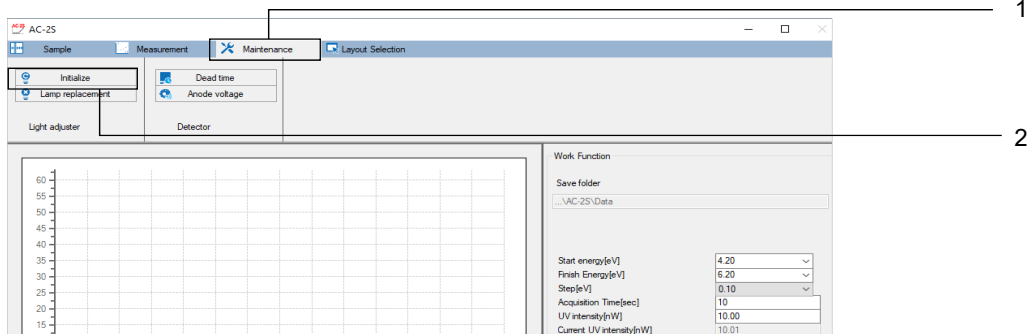 1
AC-2S AC-2S
Sample Measurement Maintenance Layout Selection
Initialize Dead time
Lamp replacement Anode voltage
Light adjuster Detector
2
Work Function
Save folder
...\AC-2S\Data
Start energy[eV] 4.20
Finish Energy[eV] 6.20
Step[eV] 0.10
Acquisition Time[sec] 10
UV intensity[nW] 10.00
Current UV intensity[nW] 10.01
60
55
50
45
40
35
30
25
20
15